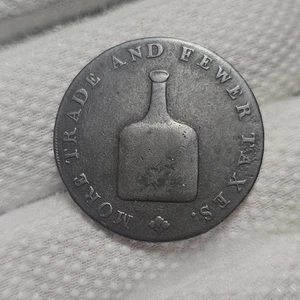 MORE TRADE AND FEWER TAXES.